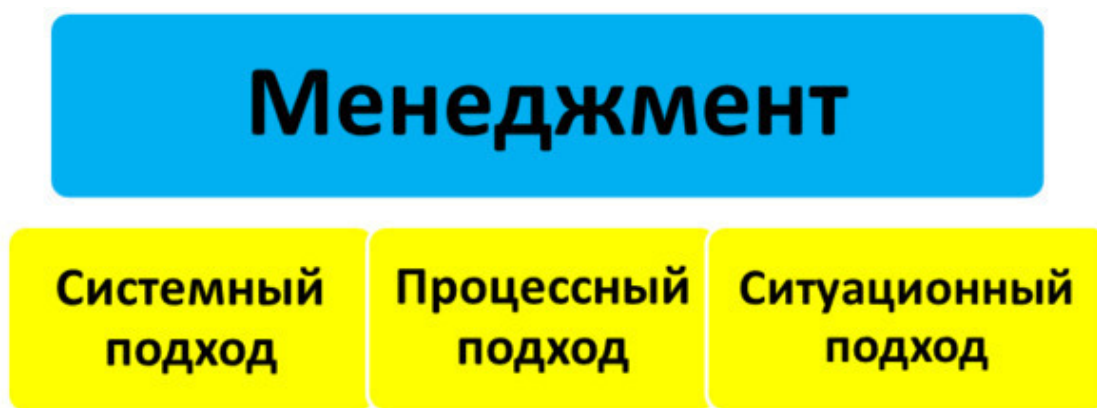 Менеджмент
Системный
подход
Процессный
подход
Ситуационный
подход